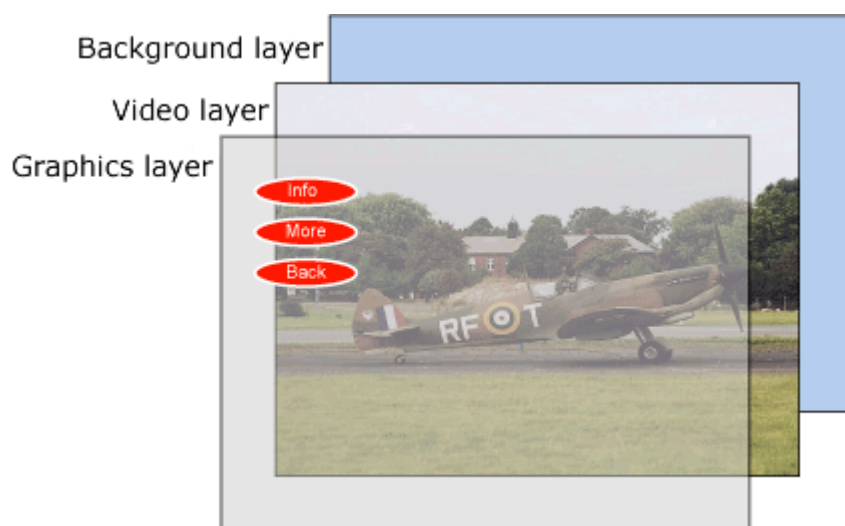 Background layer
Video layer
Graphics layer
Info
More
Back
RF T